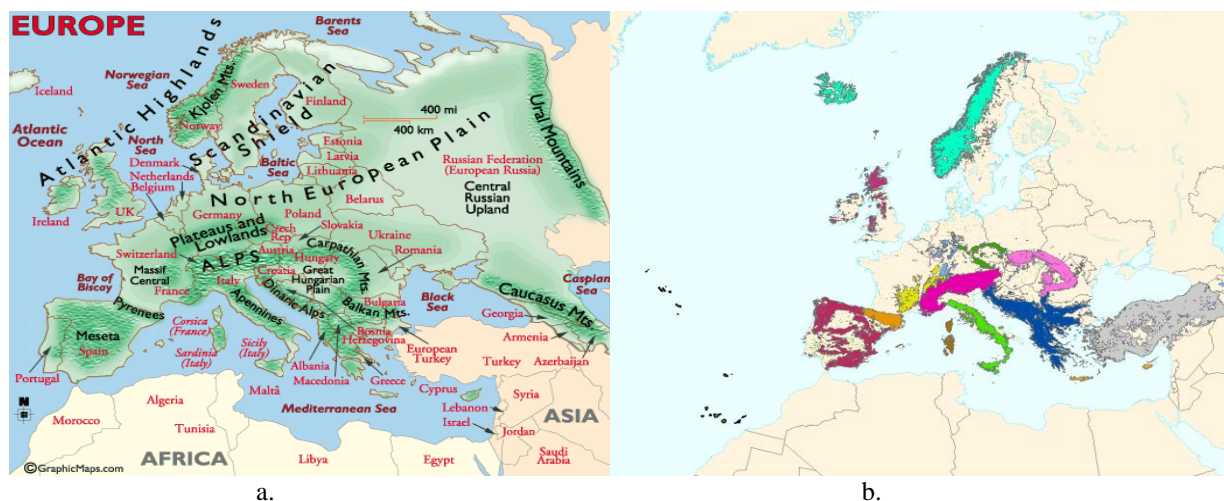 EUROPE
Barents
Sea
Norwegian
Sea
Iceland
Atlantic Highlands
Kjolen Mts.
Sweden
Finland
Norway
Scandinavian
Shield
400 mi
400 km
Ural Mountains
Atlantic
Ocean
North
Sea
Denmark
Netherlands
Belgium
Baltic
Sea
Estonia
Latvia
Lithuania
North European Plain
Russian Federation
(European Russia)
Central
Russian
Upland
Belarus
Ireland
UK
Germany
Poland
Plateaus and
Lowlands
Czech
Rep
Slovakia
Ukraine
Switzerland
ALPS
Austria
Hungary
Carpathian Mts.
Romania
Massif
Central
France
Italy
Croatia
Great
Hungarian
Plain
Bay of
Biscay
Pyrenees
Apennines
Dinaric Alps
Bulgaria
Balkan Mts.
Black
Sea
Caspian
Sea
Caucasus Mts.
Georgia
Armenia
Azerbaijan
Meseta
Spain
Portugal
Corsica
(France)
Sardinia
(Italy)
Sicily
(Italy)
Bosnia
Herzegovina
Albania
Macedonia
European
Turkey
Turkey
Greece
Malta
Cyprus
Mediterranean Sea
Syria
Lebanon
Israel
Jordan
ASIA
Saudi
Arabia
N
Morocco
Algeria
Tunisia
AFRICA
Libya
Egypt
©GraphicMaps.com
a.
b.